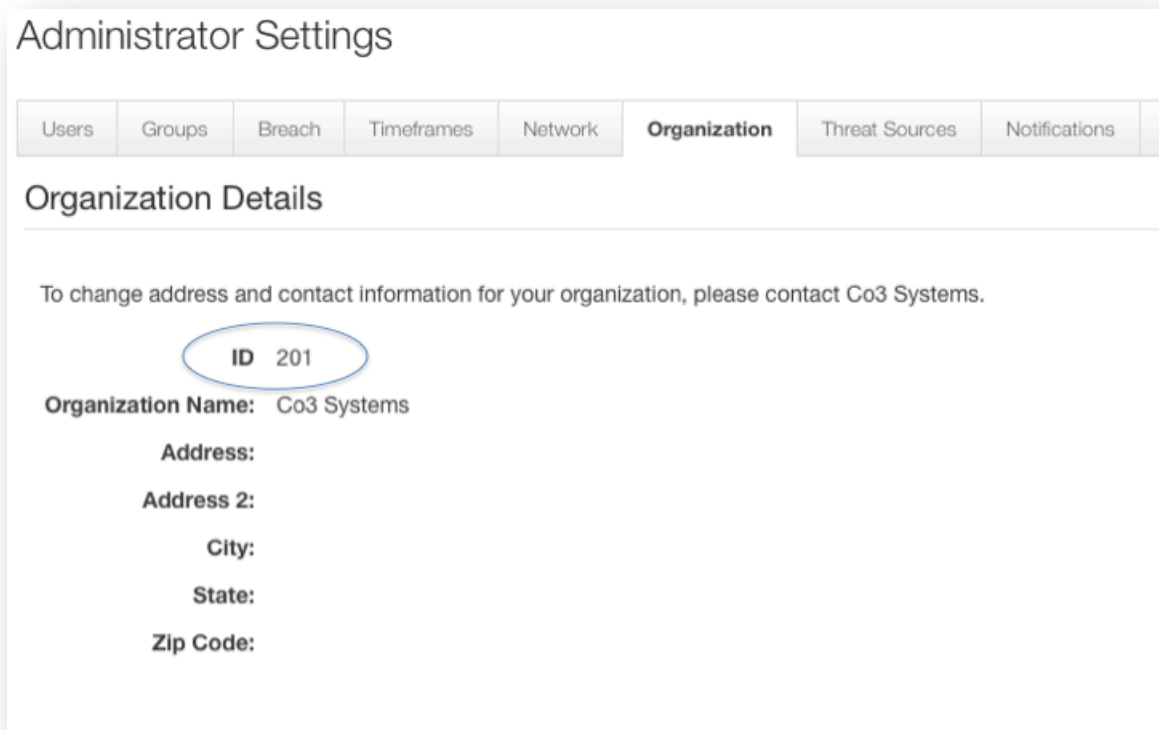 Administrator Settings
Users Groups Breach Timeframes Network Organization Threat Sources Notifications
Organization Details
To change address and contact information for your organization, please contact Co3 Systems.
ID 201
Organization Name: Co3 Systems
Address:
Address 2:
City:
State:
Zip Code: